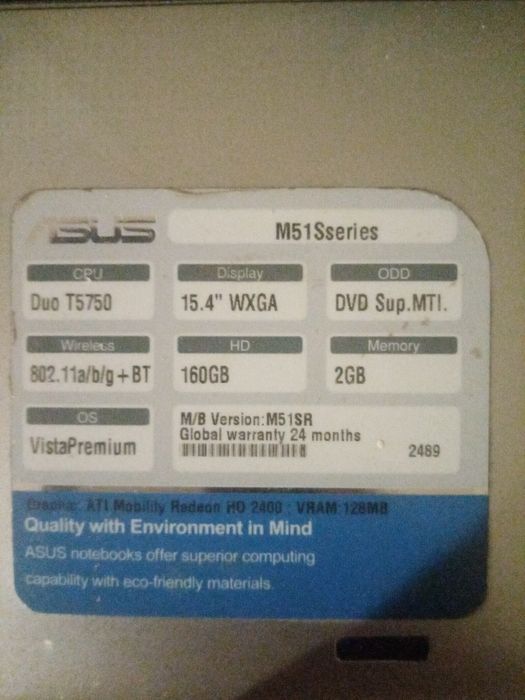 ASUS
M51Sseries
CPU
Display
ODD
Duo T5750
15.4" WXGA
DVD Sup.MTI.
Wireless
HD
Memory
802.11a/b/g+BT
160GB
2GB
OS
M/B Version:M51SR
Global warranty 24 months
VistaPremium
2489
Graphic: ATI Mobility Radeon HD 2400 ; VRAM:128MB
Quality with Environment in Mind
ASUS notebooks offer superior computing
capability with eco-friendly materials.